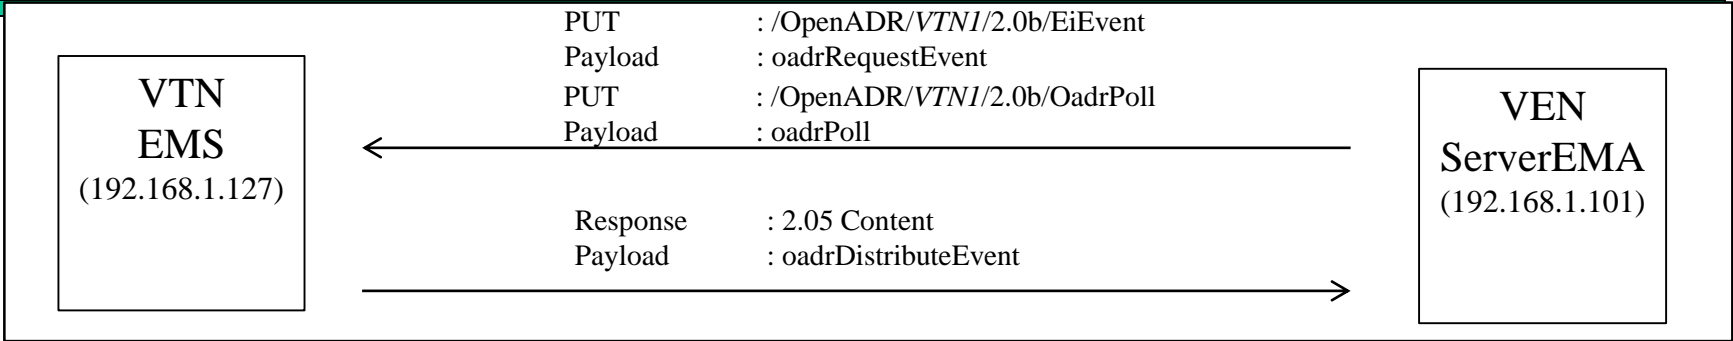 PUT : /OpenADR/VTN1/2.0b/EiEvent
Payload : oadrRequestEvent
PUT : /OpenADR/VTN1/2.0b/OadrPoll
Payload : oadrPoll
VTN
EMS
(192.168.1.127)
VEN
ServerEMA
(192.168.1.101)
Response : 2.05 Content
Payload : oadrDistributeEvent